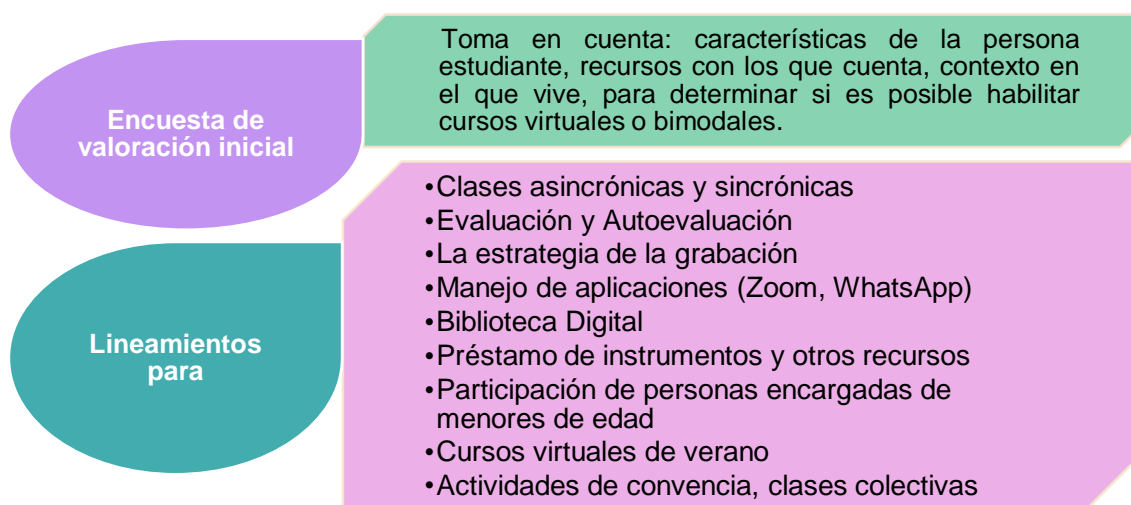 Encuesta de
valoración inicial
Toma en cuenta: características de la persona
estudiante, recursos con los que cuenta, contexto en
el que vive, para determinar si es posible habilitar
cursos virtuales o bimodales.
Lineamientos
para
•Clases asincrónicas y sincrónicas
•Evaluación y Autoevaluación
•La estrategia de la grabación
•Manejo de aplicaciones (Zoom, WhatsApp)
•Biblioteca Digital
•Préstamo de instrumentos y otros recursos
•Participación de personas encargadas de
menores de edad
•Cursos virtuales de verano
•Actividades de convencia, clases colectivas